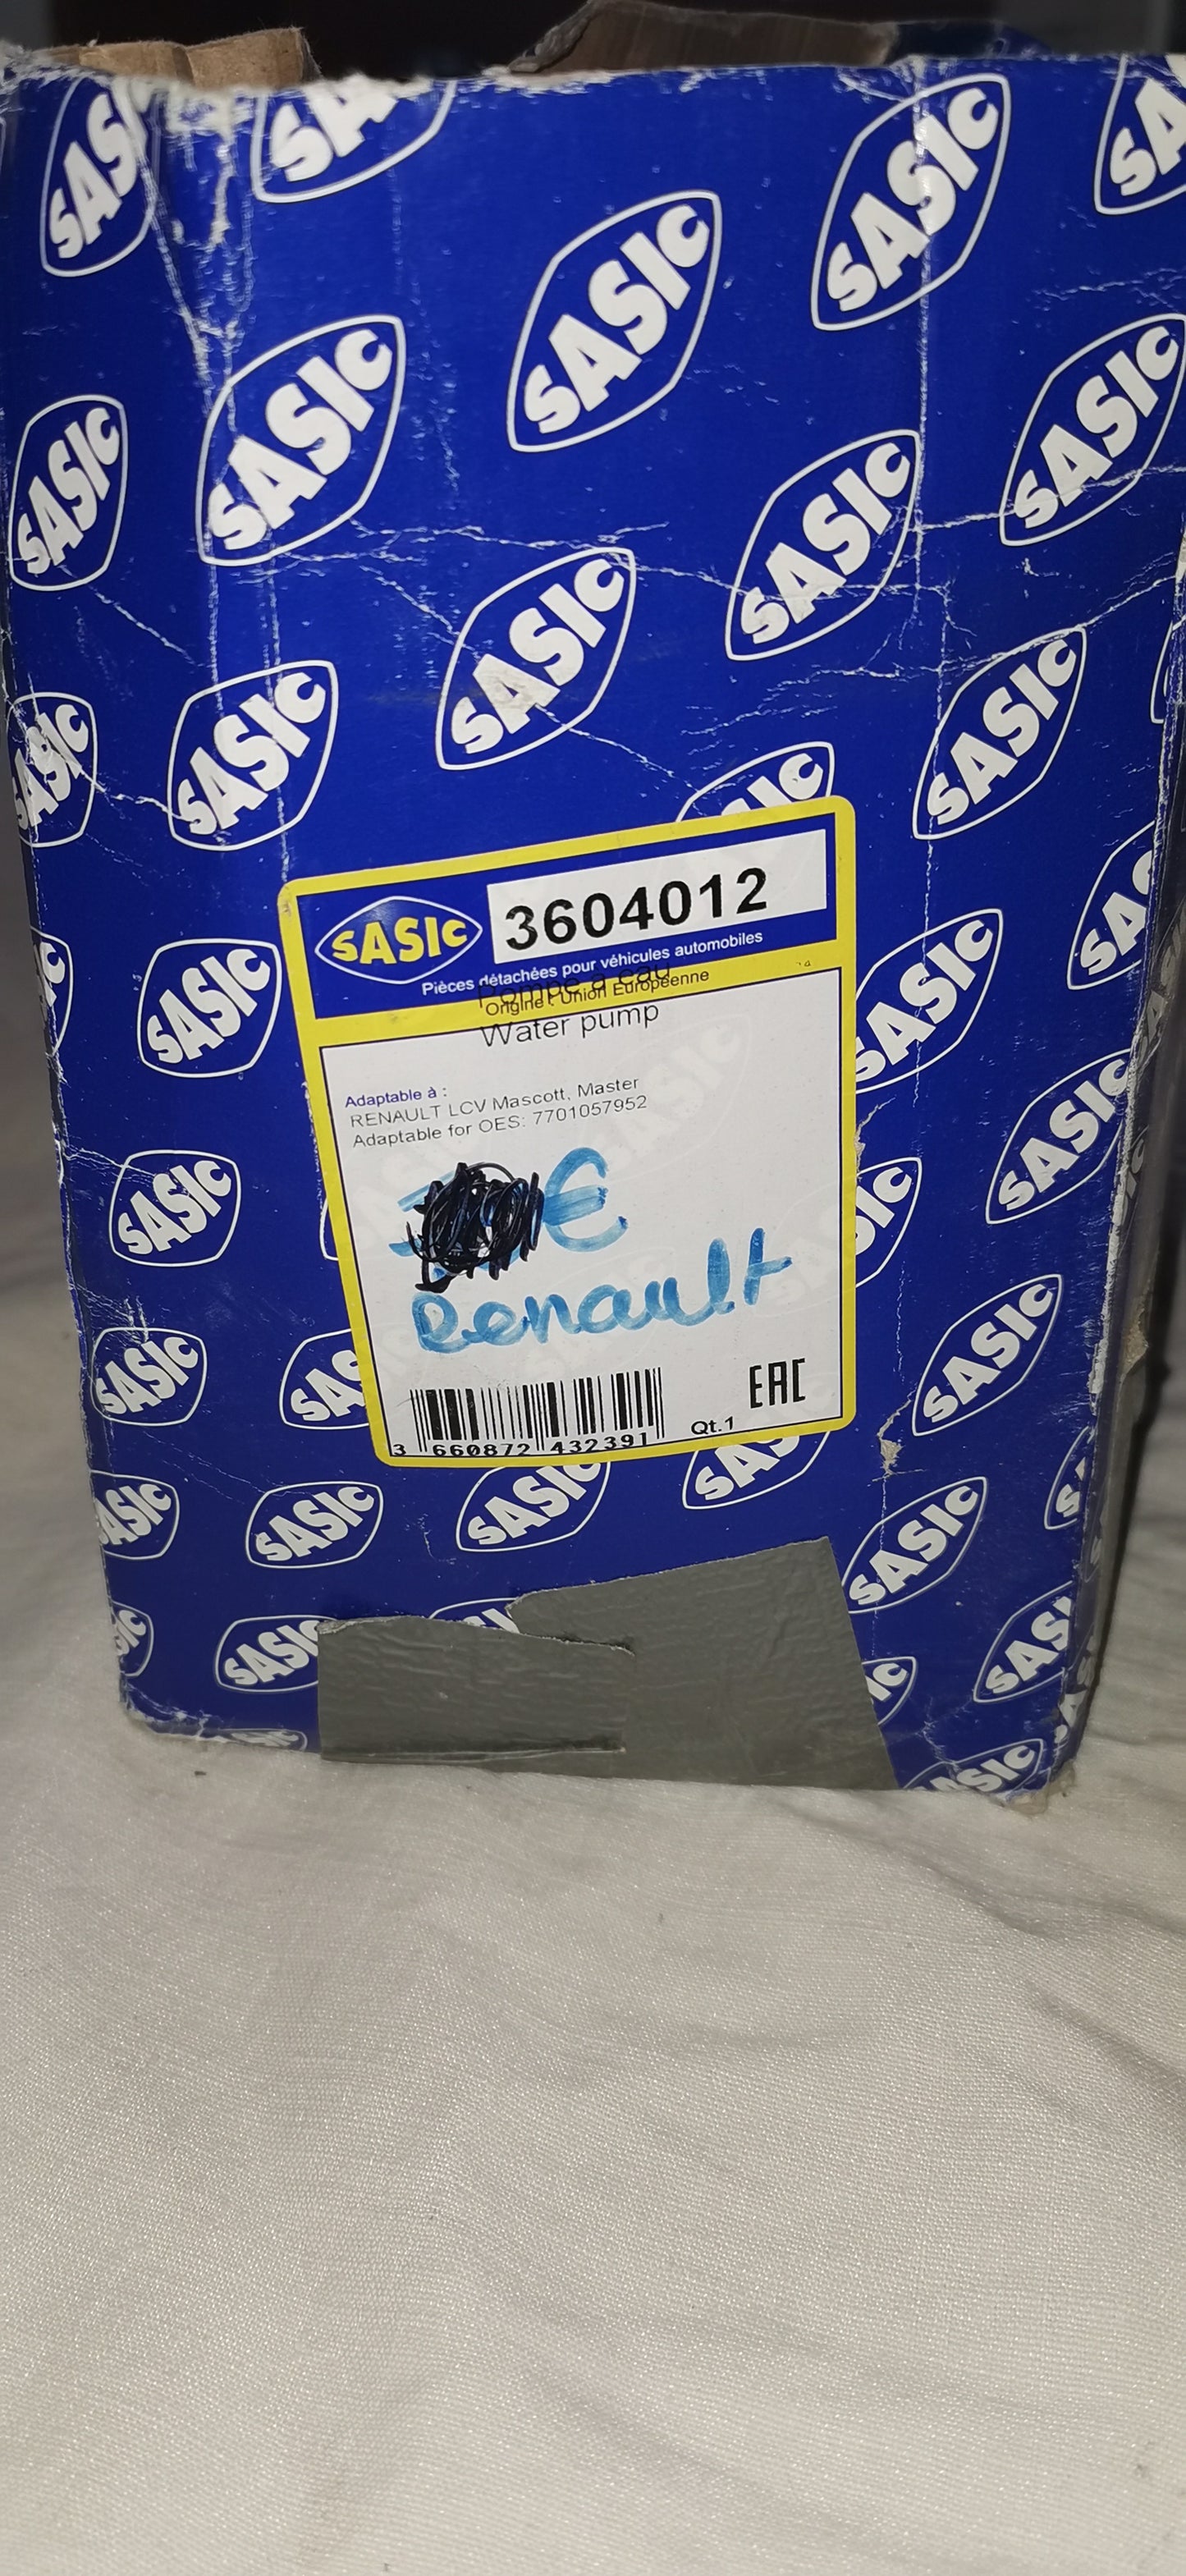 SASIC
3604012
Pièces détachées pour véhicules automobiles
Pompe à eau
Origine : Union Européenne
Water pump
Adaptable à :
RENAULT LCV Mascott, Master
Adaptable for OES: 7701057952
€
Renault
EAC
Qt.1
3 660872 432391